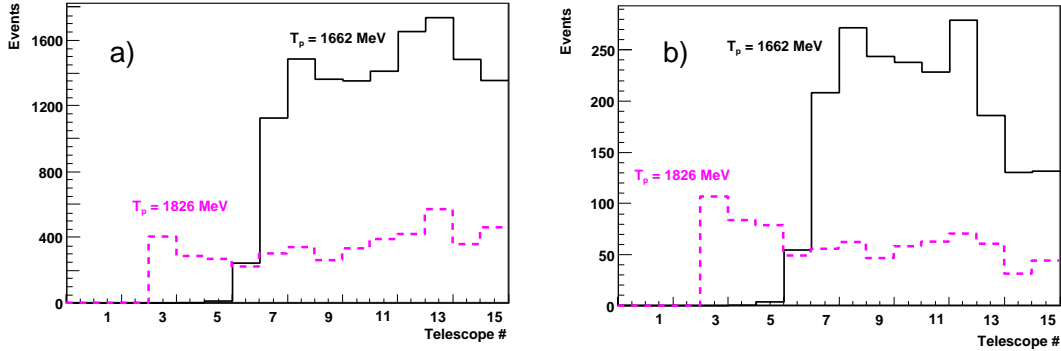 Events
a)
T_p = 1662 MeV
T_p = 1826 MeV
1600
1200
800
400
0
1 3 5 7 9 11 13 15
Telescope #
Events
b)
T_p = 1662 MeV
T_p = 1826 MeV
250
200
150
100
50
0
1 3 5 7 9 11 13 15
Telescope #